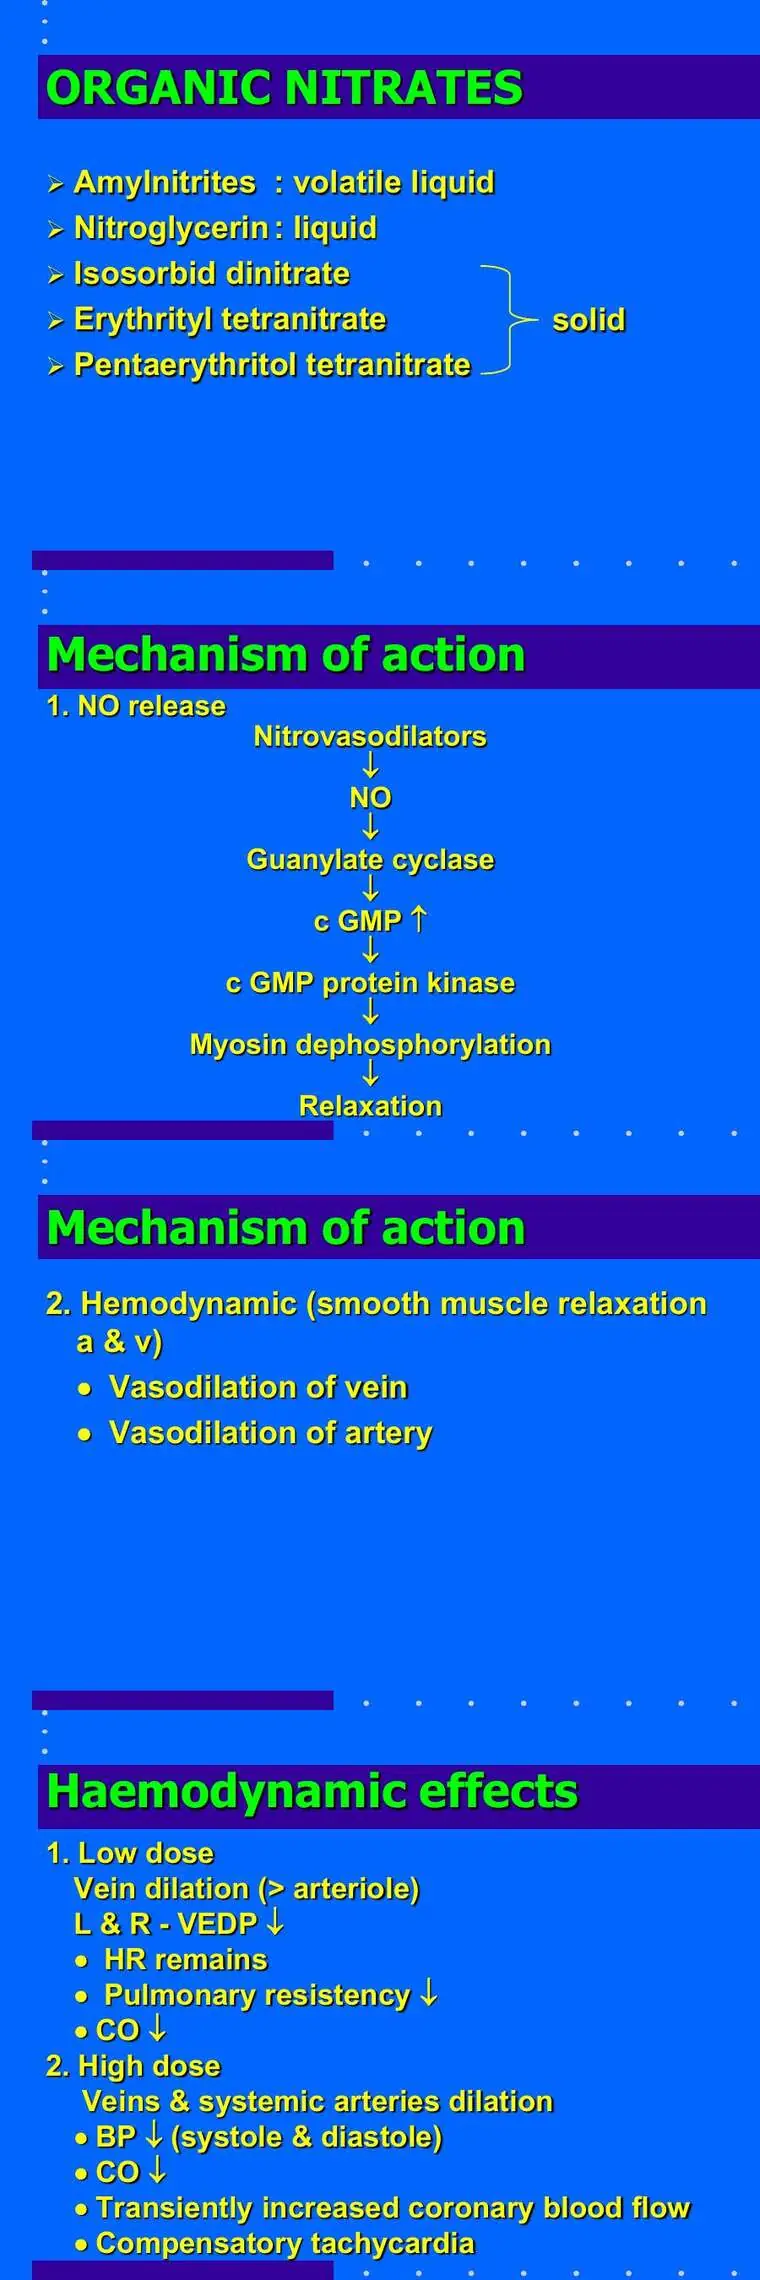 ORGANIC NITRATES
➢ Amylnitrites : volatile liquid
➢ Nitroglycerin : liquid
➢ Isosorbid dinitrate
➢ Erythrityl tetranitrate
solid
➢ Pentaerythritol tetranitrate
Mechanism of action
1. NO release
Nitrovasodilators
↓
NO
↓
Guanylate cyclase
↓
c GMP ↑
↓
c GMP protein kinase
↓
Myosin dephosphorylation
↓
Relaxation
Mechanism of action
2. Hemodynamic (smooth muscle relaxation
a & v)
• Vasodilation of vein
• Vasodilation of artery
Haemodynamic effects
1. Low dose
Vein dilation (> arteriole)
L & R - VEDP ↓
• HR remains
• Pulmonary resistency ↓
• CO ↓
2. High dose
Veins & systemic arteries dilation
• BP ↓ (systole & diastole)
• CO ↓
• Transiently increased coronary blood flow
• Compensatory tachycardia